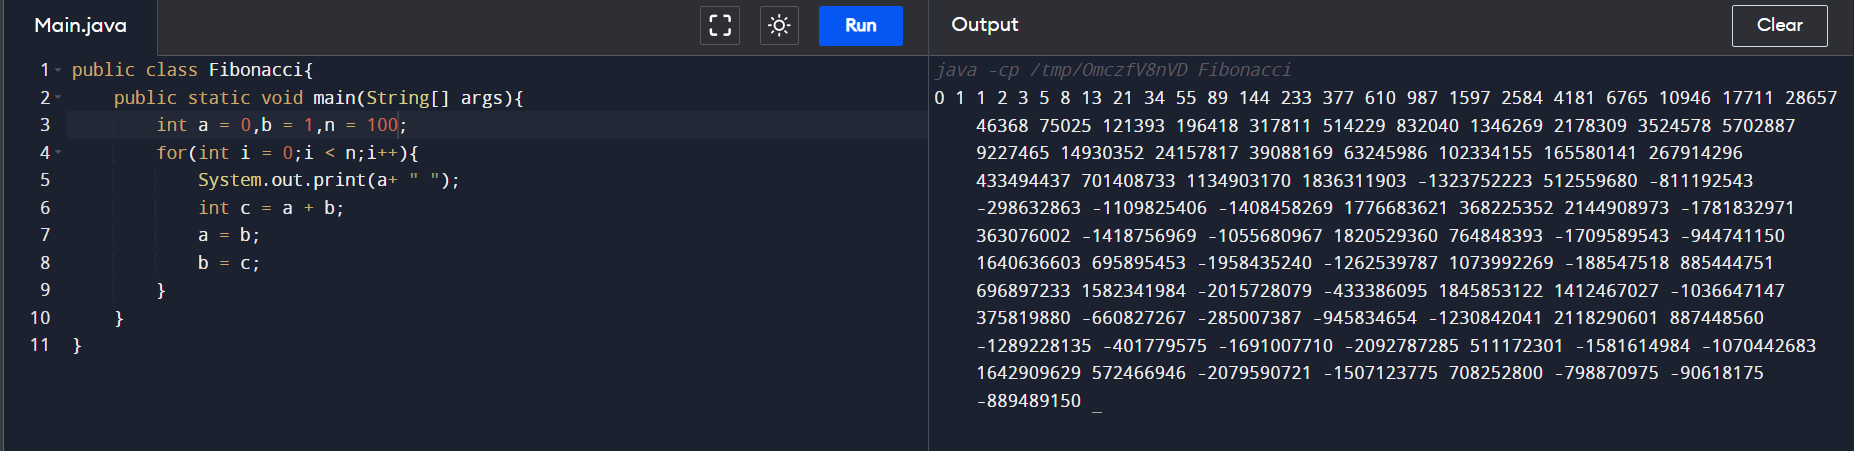 Main.java
Run
Output
Clear
1 public class Fibonacci{
2 public static void main(String[] args){
3 int a = 0,b = 1,n = 100;
4 for(int i = 0;i < n;i++){
5 System.out.print(a+ " ");
6 int c = a + b;
7 a = b;
8 b = c;
9 }
10 }
11 }
java -cp /tmp/OmczfV8nVD Fibonacci
0 1 1 2 3 5 8 13 21 34 55 89 144 233 377 610 987 1597 2584 4181 6765 10946 17711 28657
46368 75025 121393 196418 317811 514229 832040 1346269 2178309 3524578 5702887
9227465 14930352 24157817 39088169 63245986 102334155 165580141 267914296
433494437 701408733 1134903170 1836311903 -1323752223 512559680 -811192543
-298632863 -1109825406 -1408458269 1776683621 368225352 2144908973 -1781832971
363076002 -1418756969 -1055680967 1820529360 764848393 -1709589543 -944741150
1640636603 695895453 -1958435240 -1262539787 1073992269 -188547518 885444751
696897233 1582341984 -2015728079 -433386095 1845853122 1412467027 -1036647147
375819880 -660827267 -285007387 -945834654 -1230842041 2118290601 887448560
-1289228135 -401779575 -1691007710 -2092787285 511172301 -1581614984 -1070442683
1642909629 572466946 -2079590721 -1507123775 708252800 -798870975 -90618175
-889489150 _